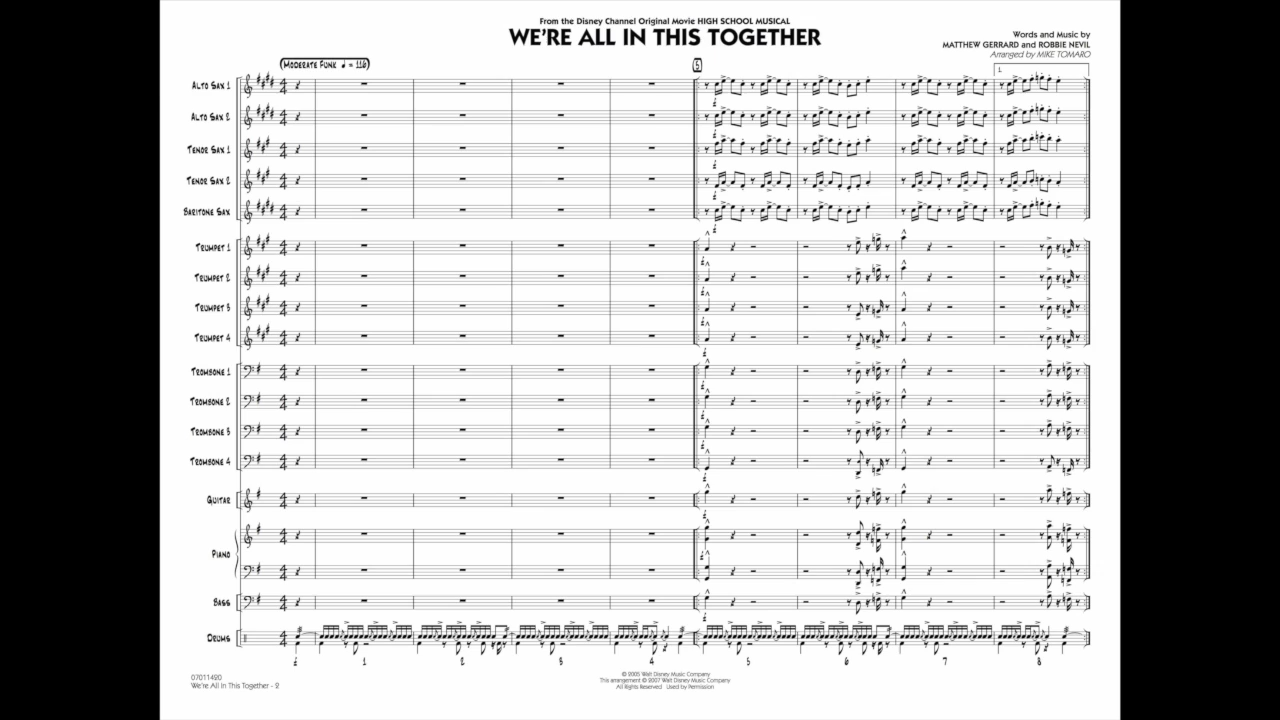 From the Disney Channel Original Movie HIGH SCHOOL MUSICAL
WE'RE ALL IN THIS TOGETHER
Words and Music by
MATTHEW GERRARD and ROBBIE NEVIL
Arranged by MIKE TOMARO
MODERATE FUNK ♩ = 116
5
1.
ALTO SAX 1
ALTO SAX 2
TENOR SAX 1
TENOR SAX 2
BARITONE SAX
TRUMPET 1
TRUMPET 2
TRUMPET 3
TRUMPET 4
TROMBONE 1
TROMBONE 2
TROMBONE 3
TROMBONE 4
GUITAR
PIANO
BASS
DRUMS
1 2 3 4 5 6 7 8
07011420
We're All In This Together - 2
© 2005 Walt Disney Music Company
This arrangement © 2007 Walt Disney Music Company
All Rights Reserved Used by Permission